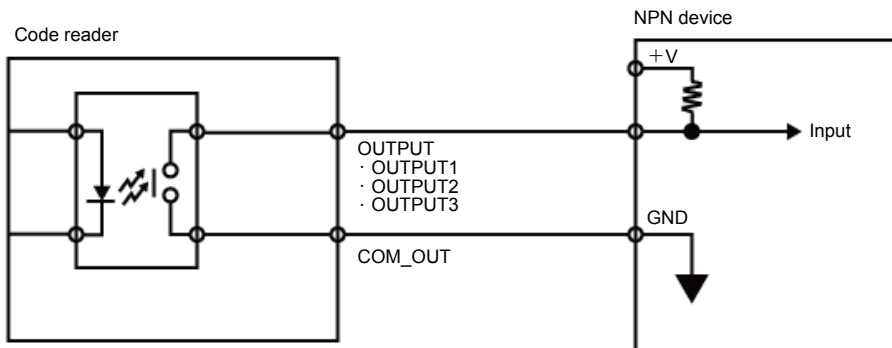 NPN device
Code reader
+V
Input
OUTPUT
· OUTPUT1
· OUTPUT2
· OUTPUT3
GND
COM_OUT